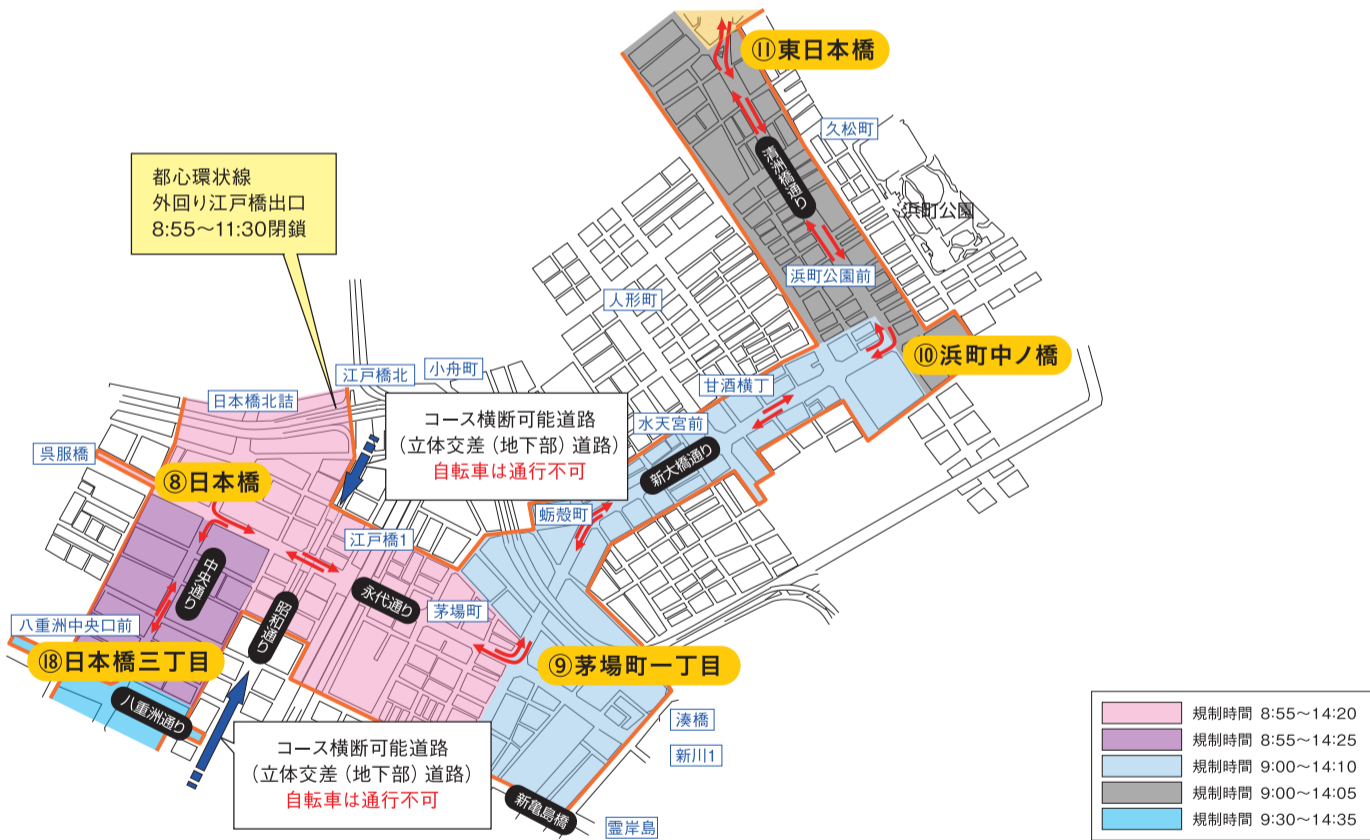 ⑪東日本橋
久松町
清洲橋通り
浜町公園
浜町公園前
都心環状線
外回り江戸橋出口
8:55～11:30閉鎖
人形町
⑩浜町中ノ橋
江戸橋北
小舟町
甘酒横丁
日本橋北詰
コース横断可能道路
（立体交差（地下部）道路）
自転車は通行不可
水天宮前
呉服橋
新大橋通り
⑧日本橋
蛎殻町
江戸橋1
中央通り
昭和通り
永代通り
茅場町
八重洲中央口前
⑱日本橋三丁目
⑨茅場町一丁目
八重洲通り
湊橋
コース横断可能道路
（立体交差（地下部）道路）
自転車は通行不可
新川1
新亀島橋
霊岸島
規制時間 8:55～14:20
規制時間 8:55～14:25
規制時間 9:00～14:10
規制時間 9:00～14:05
規制時間 9:30～14:35